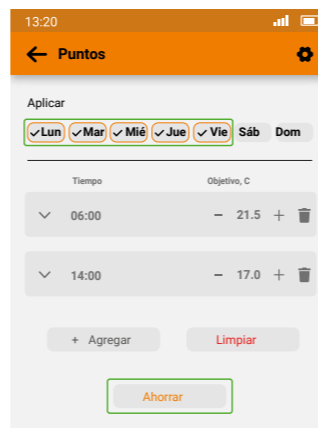 13:20
Puntos
Aplicar
Lun Mar Mié Jue Vie Sáb Dom
Tiempo Objetivo, C
06:00 − 21.5 +
14:00 − 17.0 +
+ Agregar Limpiar
Ahorrar